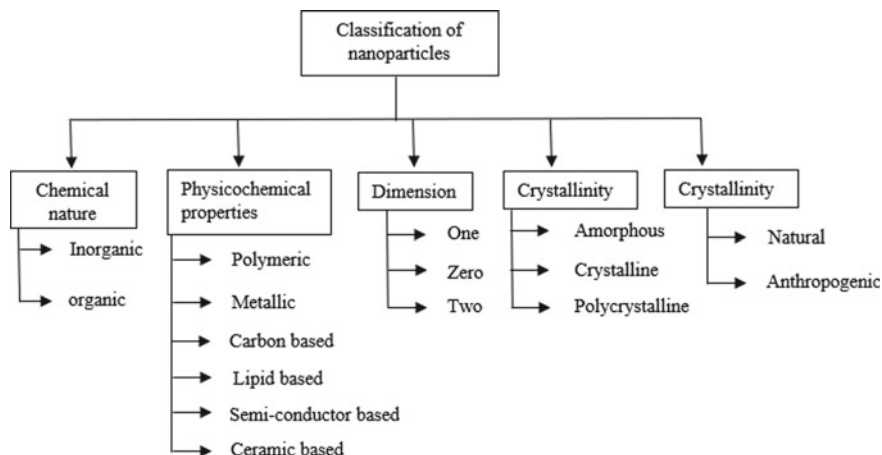 Classification of
nanoparticles
Chemical
nature
Inorganic
organic
Physicochemical
properties
Polymeric
Metallic
Carbon based
Lipid based
Semi-conductor based
Ceramic based
Dimension
One
Zero
Two
Crystallinity
Amorphous
Crystalline
Polycrystalline
Crystallinity
Natural
Anthropogenic